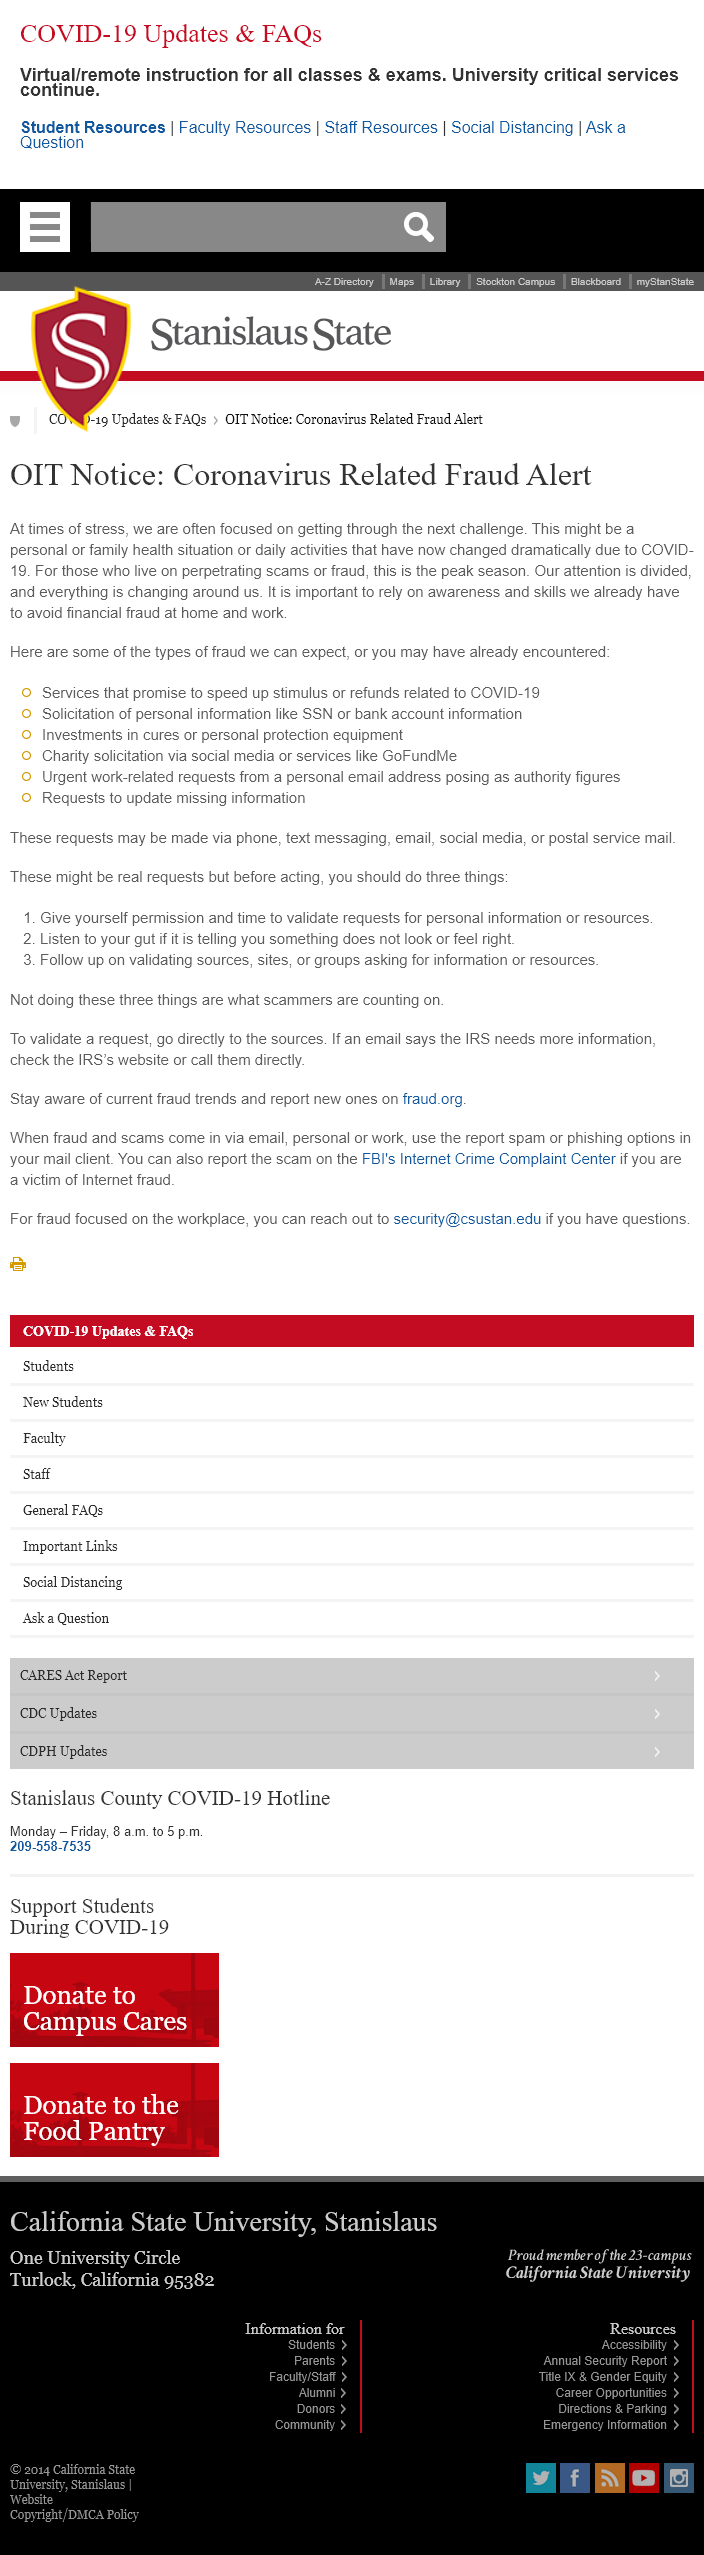 COVID-19 Updates & FAQs
Virtual/remote instruction for all classes & exams. University critical services
continue.
Student Resources | Faculty Resources | Staff Resources | Social Distancing | Ask a
Question
A-Z Directory
Maps
Library
Stockton Campus
Blackboard
myStanState
S
Stanislaus State
COVID-19 Updates & FAQs
OIT Notice: Coronavirus Related Fraud Alert
OIT Notice: Coronavirus Related Fraud Alert
At times of stress, we are often focused on getting through the next challenge. This might be a
personal or family health situation or daily activities that have now changed dramatically due to COVID-
19. For those who live on perpetrating scams or fraud, this is the peak season. Our attention is divided,
and everything is changing around us. It is important to rely on awareness and skills we already have
to avoid financial fraud at home and work.
Here are some of the types of fraud we can expect, or you may have already encountered:
Services that promise to speed up stimulus or refunds related to COVID-19
Solicitation of personal information like SSN or bank account information
Investments in cures or personal protection equipment
Charity solicitation via social media or services like GoFundMe
Urgent work-related requests from a personal email address posing as authority figures
Requests to update missing information
These requests may be made via phone, text messaging, email, social media, or postal service mail.
These might be real requests but before acting, you should do three things:
1. Give yourself permission and time to validate requests for personal information or resources.
2. Listen to your gut if it is telling you something does not look or feel right.
3. Follow up on validating sources, sites, or groups asking for information or resources.
Not doing these three things are what scammers are counting on.
To validate a request, go directly to the sources. If an email says the IRS needs more information,
check the IRS's website or call them directly.
Stay aware of current fraud trends and report new ones on fraud.org.
When fraud and scams come in via email, personal or work, use the report spam or phishing options in
your mail client. You can also report the scam on the FBI's Internet Crime Complaint Center if you are
a victim of Internet fraud.
For fraud focused on the workplace, you can reach out to security@csustan.edu if you have questions.
COVID-19 Updates & FAQs
Students
New Students
Faculty
Staff
General FAQs
Important Links
Social Distancing
Ask a Question
CARES Act Report
CDC Updates
CDPH Updates
Stanislaus County COVID-19 Hotline
Monday – Friday, 8 a.m. to 5 p.m.
209-558-7535
Support Students
During COVID-19
Donate to
Campus Cares
Donate to the
Food Pantry
California State University, Stanislaus
One University Circle
Turlock, California 95382
Proud member of the 23-campus
California State University
Information for
Students
Parents
Faculty/Staff
Alumni
Donors
Community
Resources
Accessibility
Annual Security Report
Title IX & Gender Equity
Career Opportunities
Directions & Parking
Emergency Information
© 2014 California State
University, Stanislaus |
Website
Copyright/DMCA Policy